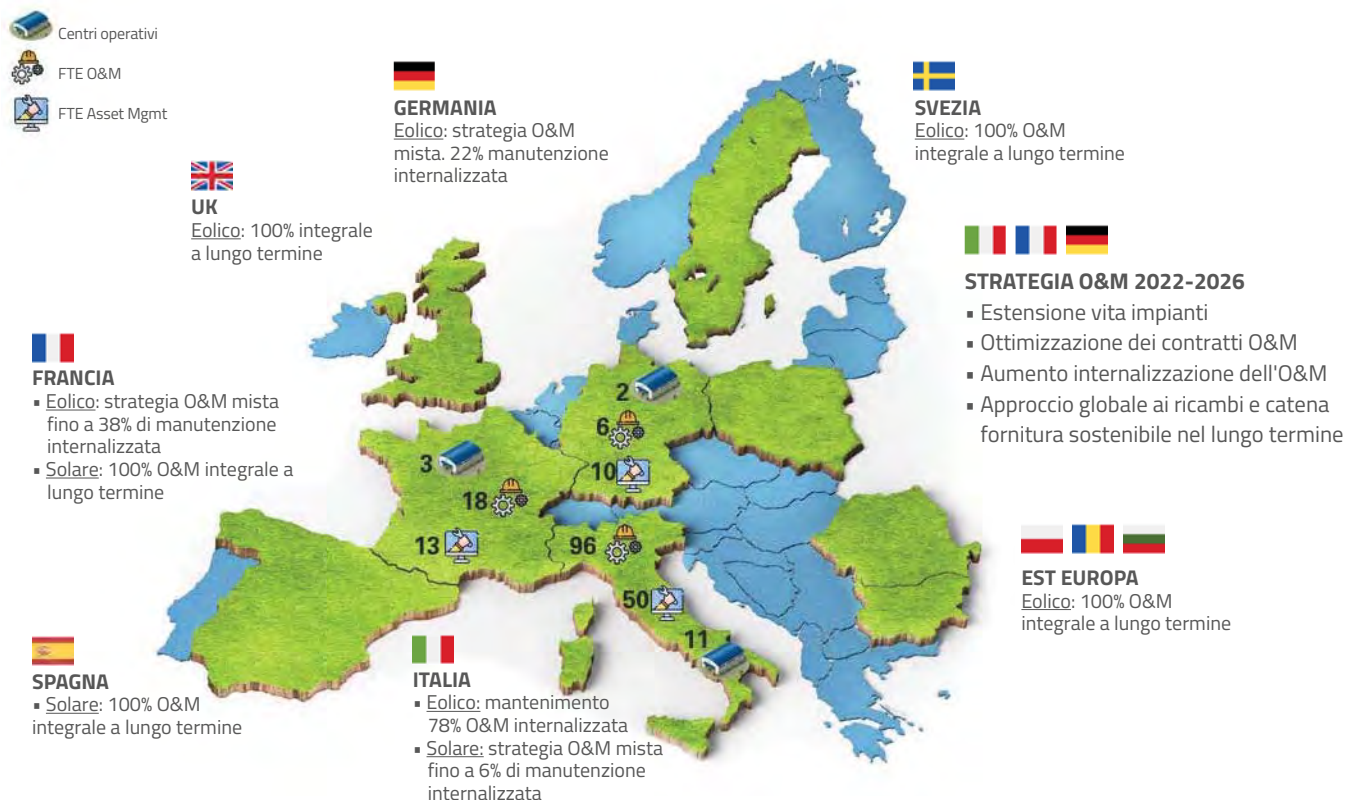 Centri operativi
FTE O&M
FTE Asset Mgmt
GERMANIA
Eolico: strategia O&M
mista. 22% manutenzione
internalizzata
SVEZIA
Eolico: 100% O&M
integrale a lungo termine
UK
Eolico: 100% integrale
a lungo termine
STRATEGIA O&M 2022-2026
▪ Estensione vita impianti
▪ Ottimizzazione dei contratti O&M
▪ Aumento internalizzazione dell'O&M
▪ Approccio globale ai ricambi e catena
fornitura sostenibile nel lungo termine
FRANCIA
▪ Eolico: strategia O&M mista
fino a 38% di manutenzione
internalizzata
▪ Solare: 100% O&M integrale a
lungo termine
2
6
10
3
18
13
96
50
11
EST EUROPA
Eolico: 100% O&M
integrale a lungo termine
SPAGNA
▪ Solare: 100% O&M
integrale a lungo termine
ITALIA
▪ Eolico: mantenimento
78% O&M internalizzata
▪ Solare: strategia O&M mista
fino a 6% di manutenzione
internalizzata